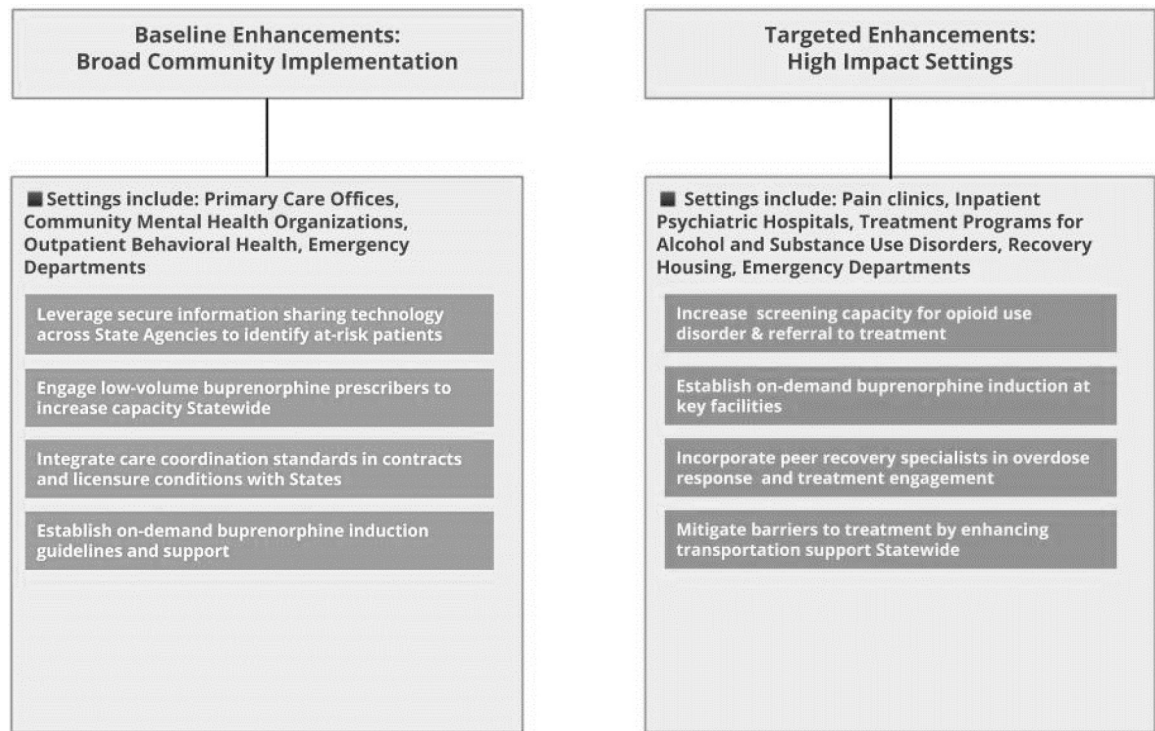 Baseline Enhancements:
Broad Community Implementation
■ Settings include: Primary Care Offices,
Community Mental Health Organizations,
Outpatient Behavioral Health, Emergency
Departments
Leverage secure information sharing technology
across State Agencies to identify at-risk patients
Engage low-volume buprenorphine prescribers to
increase capacity Statewide
Integrate care coordination standards in contracts
and licensure conditions with States
Establish on-demand buprenorphine induction
guidelines and support
Targeted Enhancements:
High Impact Settings
■ Settings include: Pain clinics, Inpatient
Psychiatric Hospitals, Treatment Programs for
Alcohol and Substance Use Disorders, Recovery
Housing, Emergency Departments
Increase screening capacity for opioid use
disorder & referral to treatment
Establish on-demand buprenorphine induction at
key facilities
Incorporate peer recovery specialists in overdose
response and treatment engagement
Mitigate barriers to treatment by enhancing
transportation support Statewide